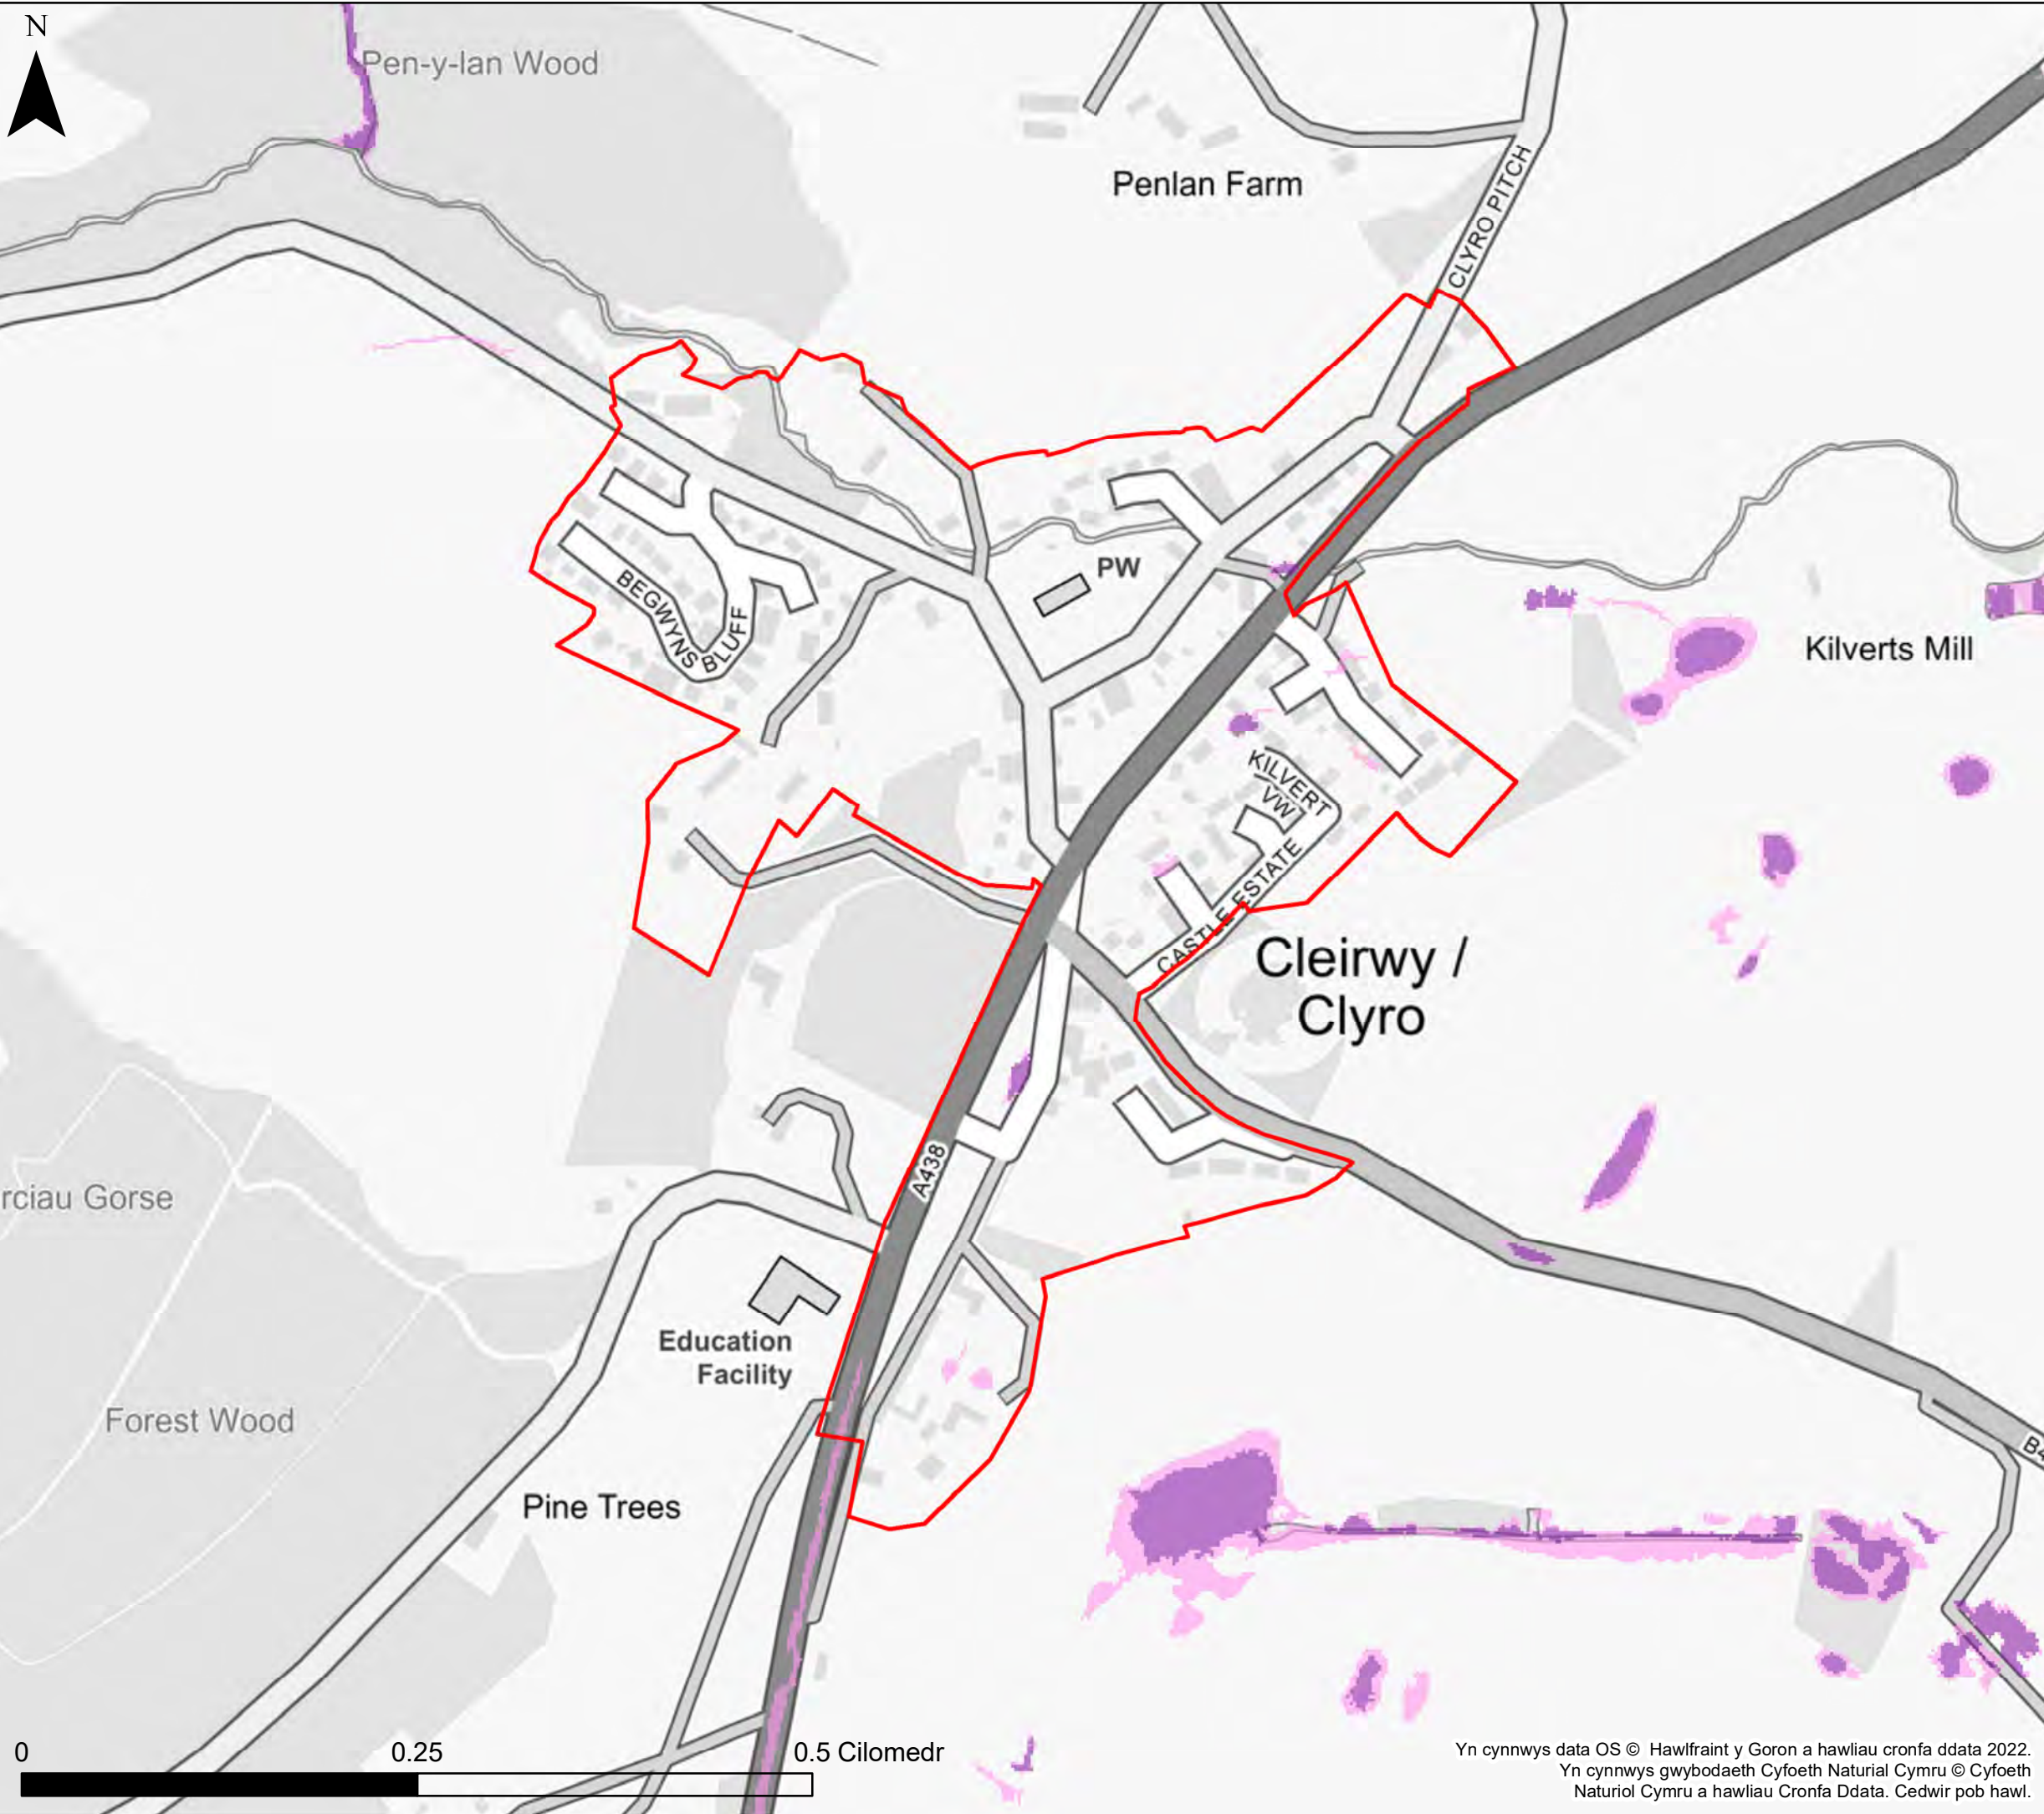 N
Pen-y-lan Wood
Penlan Farm
CLYRO PITCH
PW
BEGWYNS BLUFF
Kilverts Mill
KILVERT
VW
CASTLE ESTATE
Cleirwy /
Clyro
A438
rciau Gorse
Education
Facility
Forest Wood
Pine Trees
B4
0 0.25 0.5 Cilomedr
Yn cynnwys data OS © Hawlfraint y Goron a hawliau cronfa ddata 2022.
Yn cynnwys gwybodaeth Cyfoeth Naturial Cymru © Cyfoeth
Naturiol Cymru a hawliau Cronfa Ddata. Cedwir pob hawl.